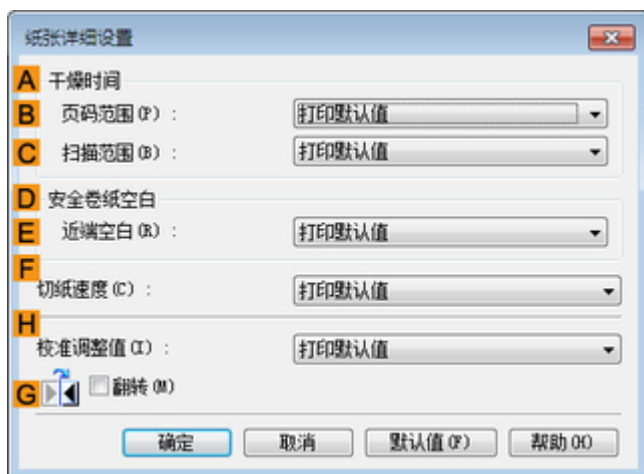 纸张详细设置
A 干燥时间
B 页码范围(P)： 打印默认值
C 扫描范围(B)： 打印默认值
D 安全卷纸空白
E 近端空白(R)： 打印默认值
F
切纸速度(C)： 打印默认值
H
校准调整值(I)： 打印默认值
G 翻转(M)
确定 取消 默认值(F) 帮助(H)